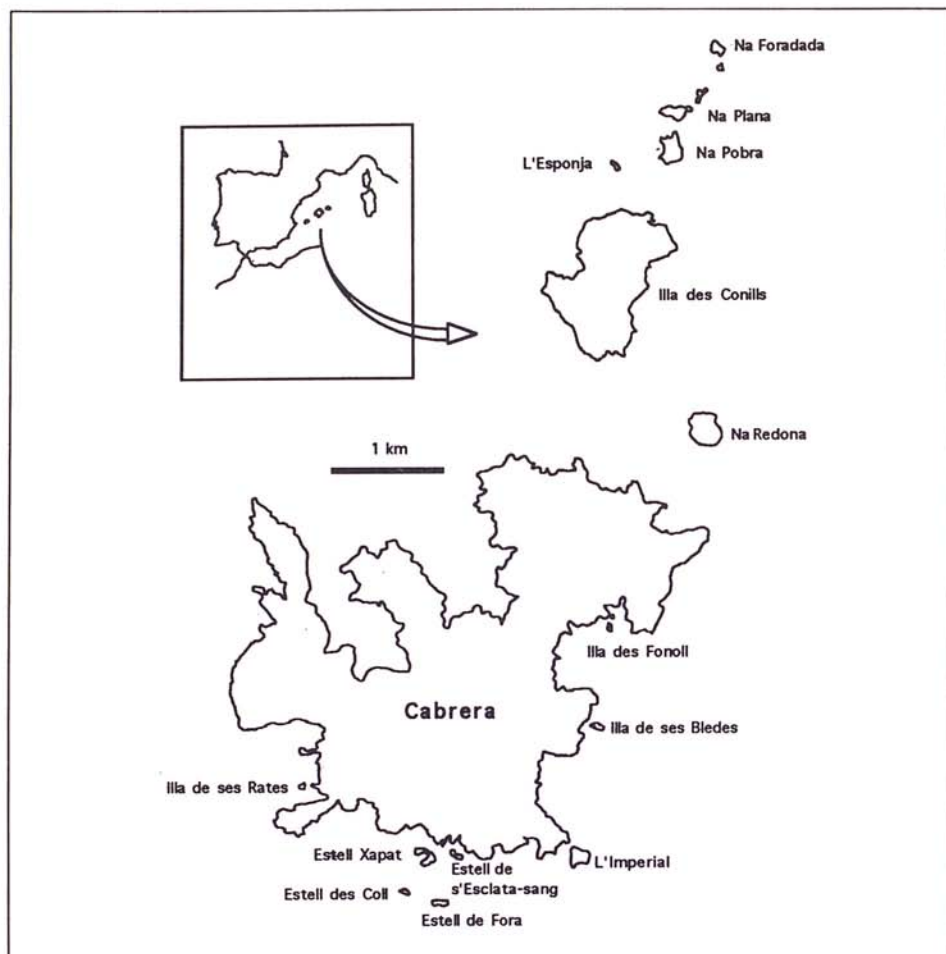 Na Foradada
Na Plana
L'Esponja
Na Pobra
Illa des Conills
Na Redona
1 km
Illa des Fonoll
Cabrera
Illa de ses Bledes
Illa de ses Rates
Estell Xapat
Estell de
s'Esclata-sang
L'Imperial
Estell des Coll
Estell de Fora